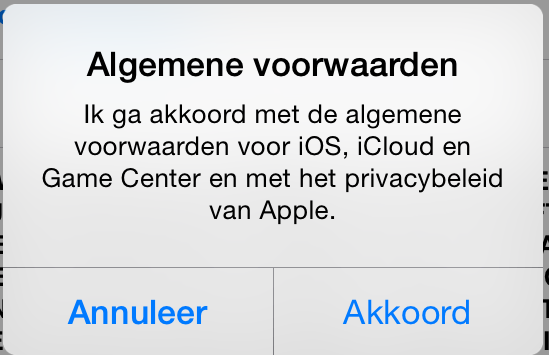 Algemene voorwaarden
Ik ga akkoord met de algemene
voorwaarden voor iOS, iCloud en
Game Center en met het privacybeleid
van Apple.
Annuleer
Akkoord